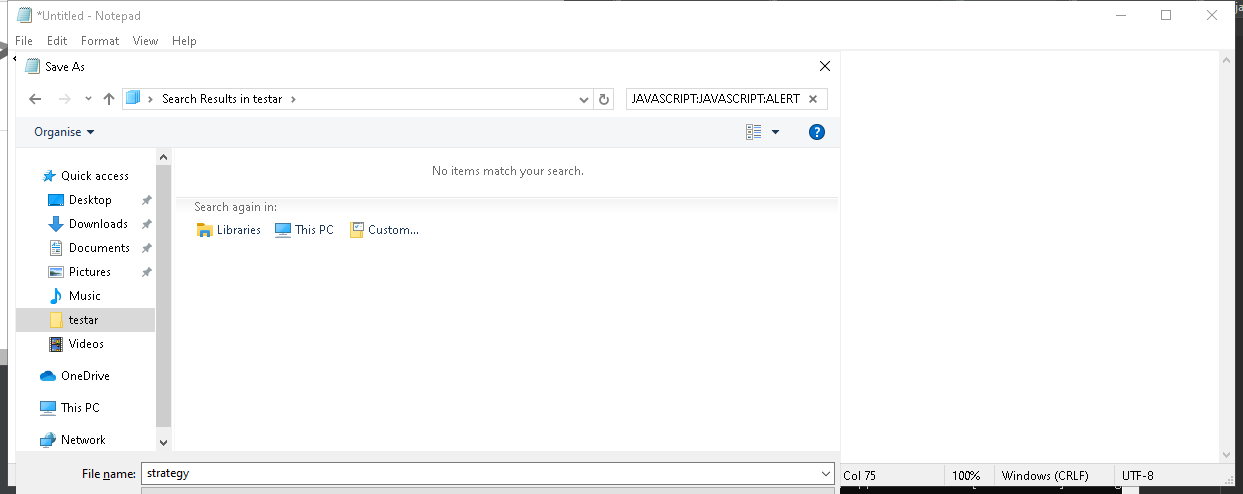 *Untitled - Notepad
File Edit Format View Help
Save As
Search Results in testar
JAVASCRIPT:JAVASCRIPT:ALERT
Organise
?
Quick access
Desktop
Downloads
Documents
Pictures
Music
testar
Videos
OneDrive
This PC
Network
No items match your search.
Search again in:
Libraries This PC Custom...
File name: strategy
Col 75 100% Windows (CRLF) UTF-8